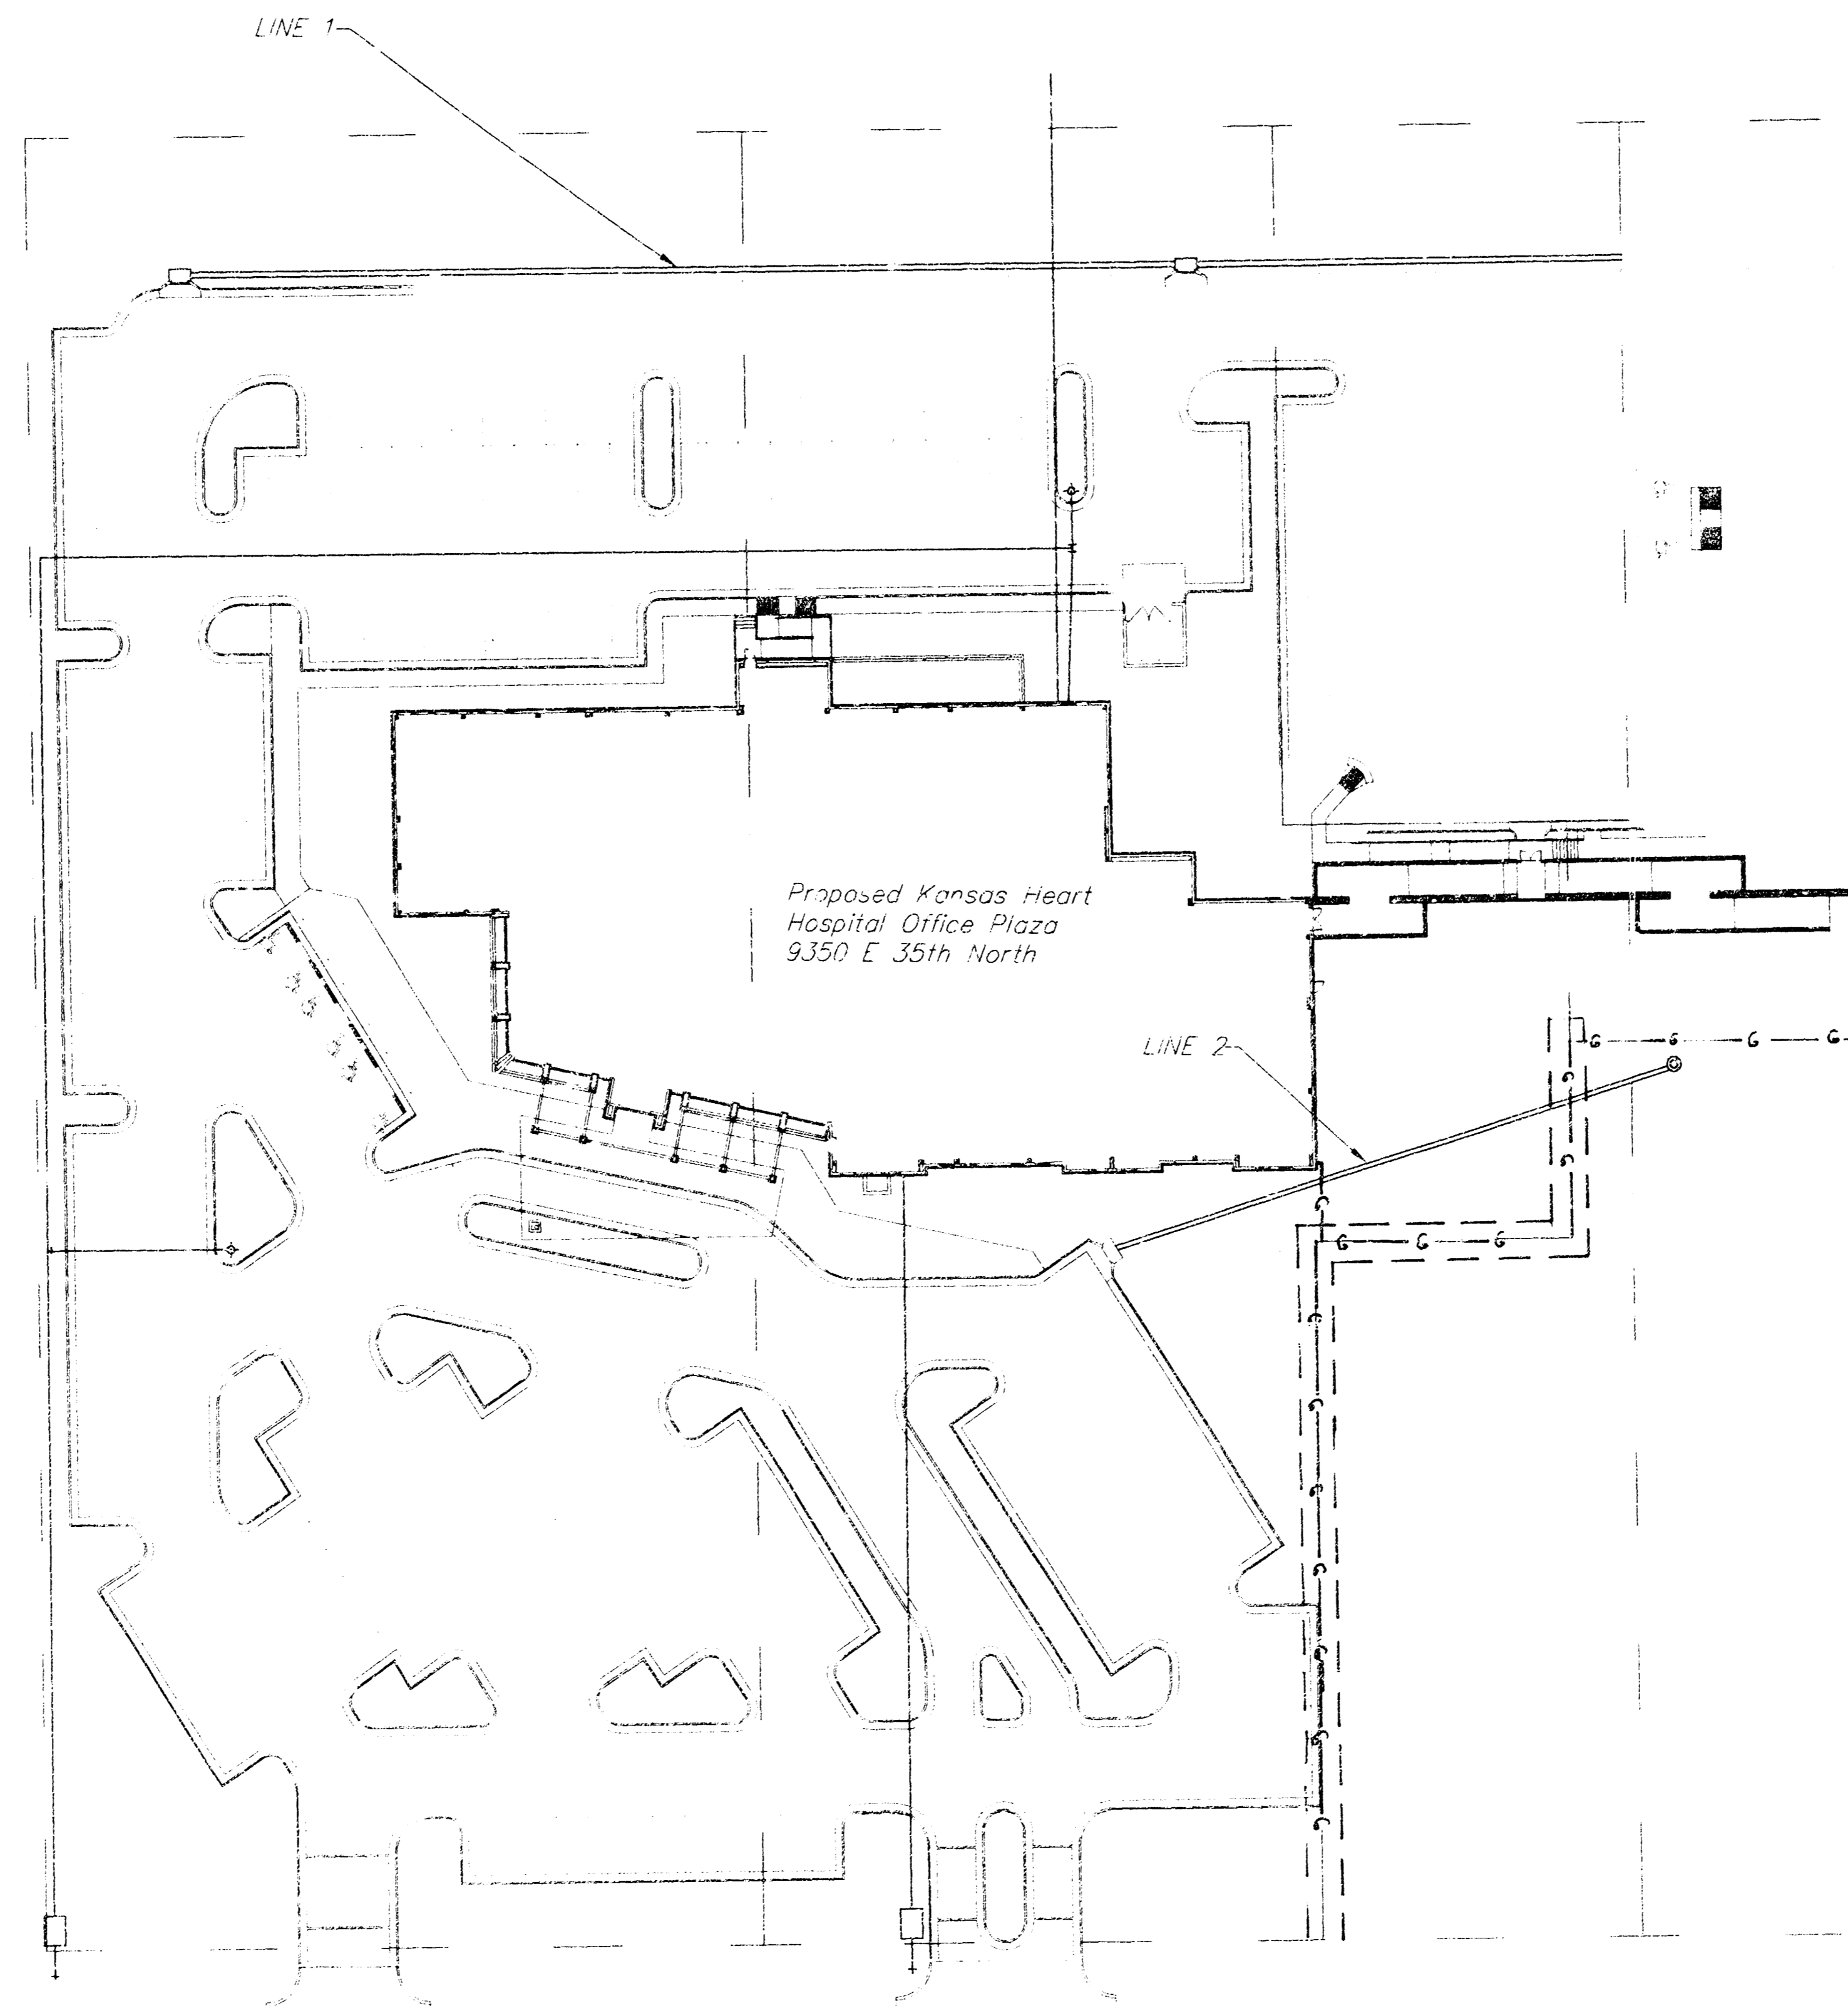 LINE 1
Proposed Kansas Heart
Hospital Office Plaza
9350 E 35th North
LINE 2
G G G G
G
G
G
G G G
G
G
G
G
G
G
G